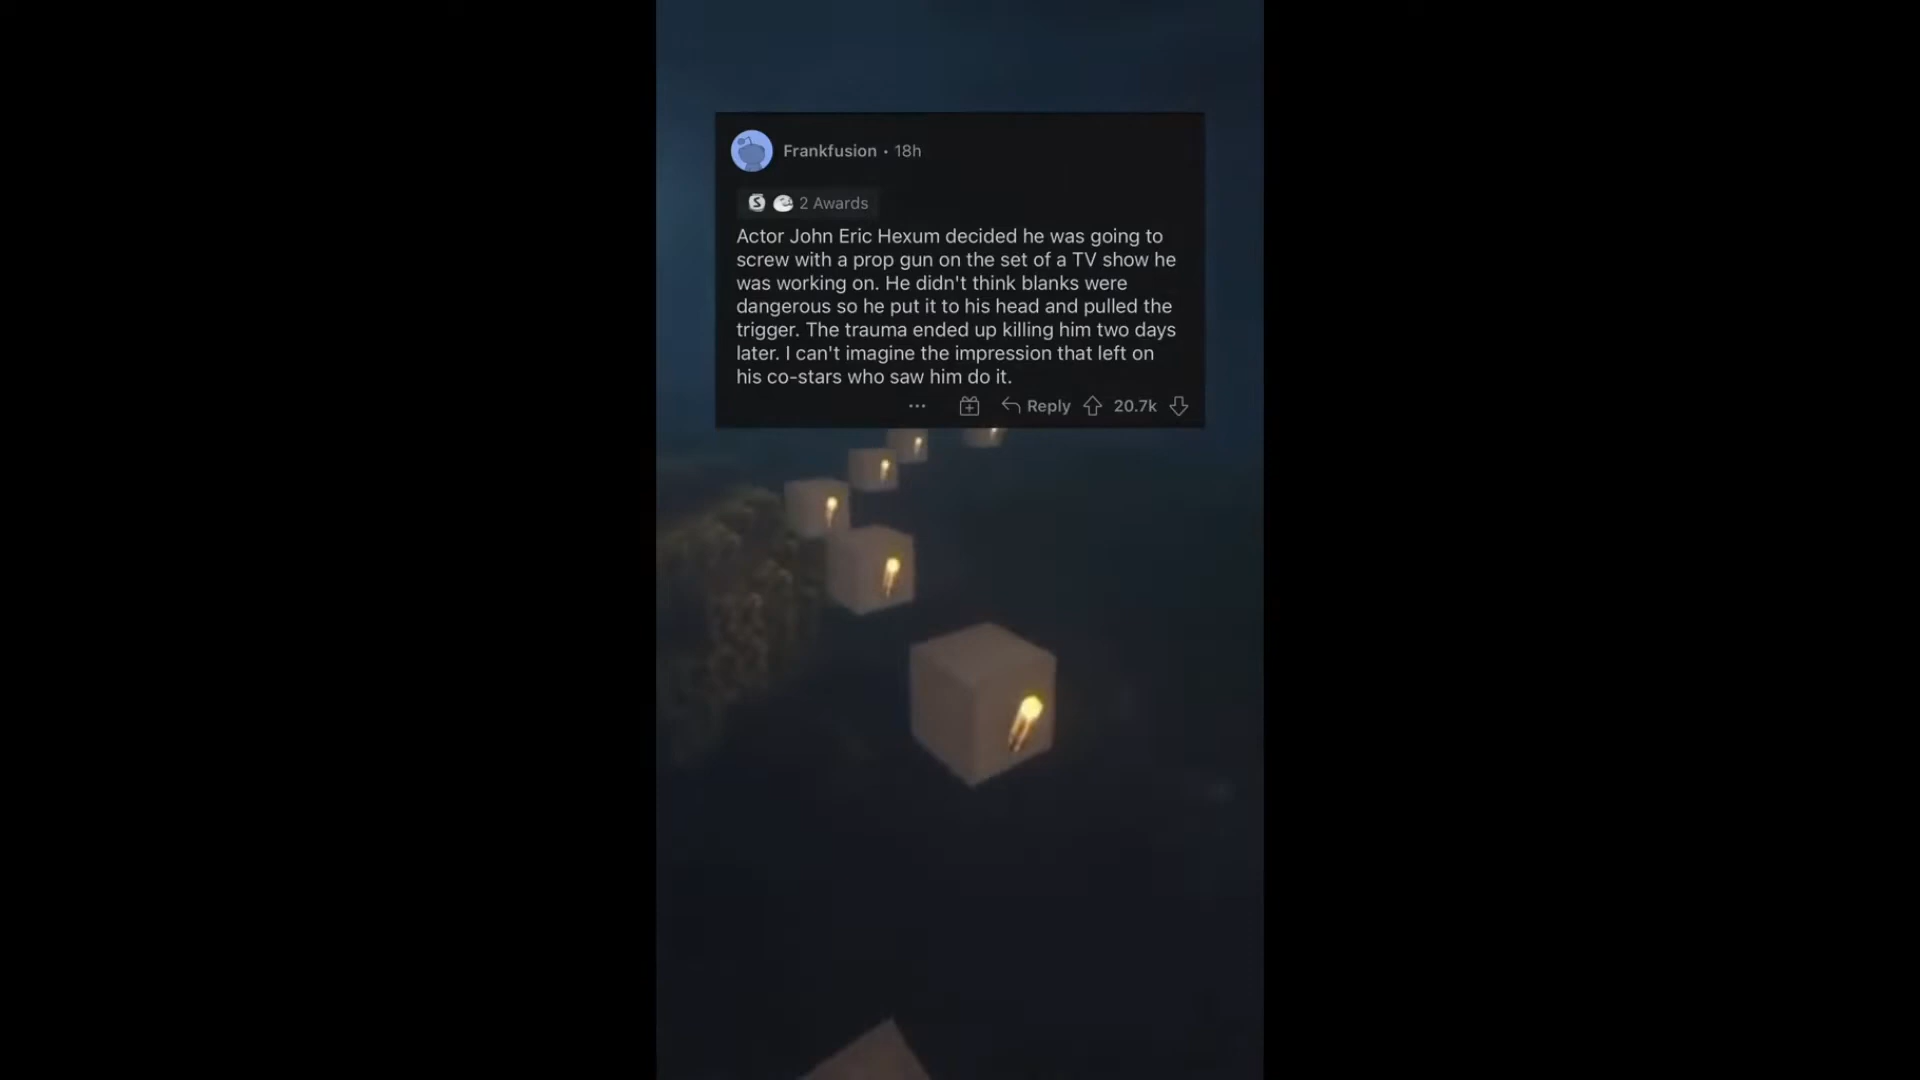 Frankfusion • 18h
2 Awards
Actor John Eric Hexum decided he was going to
screw with a prop gun on the set of a TV show he
was working on. He didn't think blanks were
dangerous so he put it to his head and pulled the
trigger. The trauma ended up killing him two days
later. I can't imagine the impression that left on
his co-stars who saw him do it.
Reply 20.7k